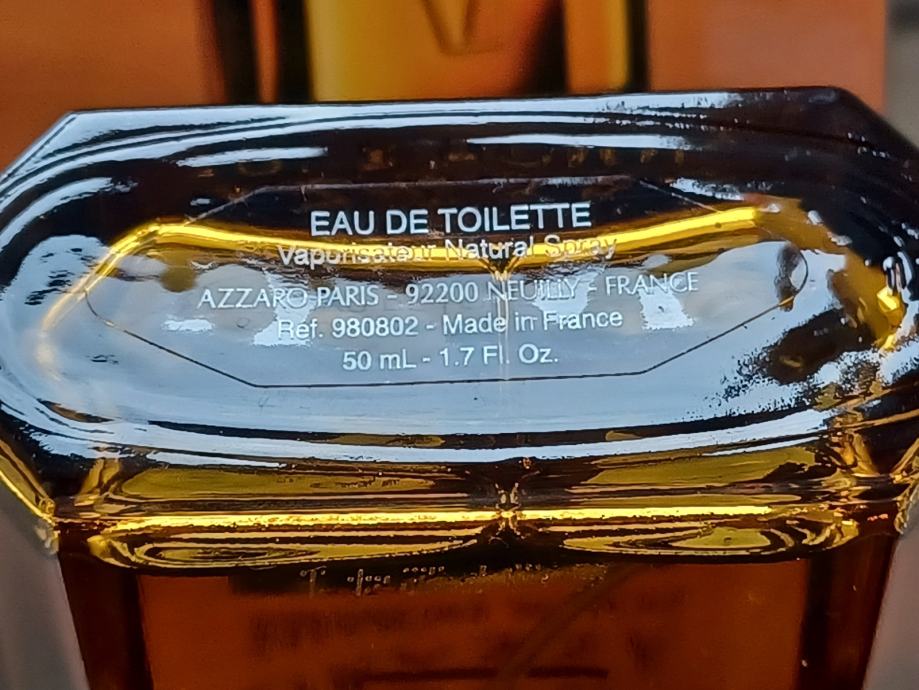 EAU DE TOILETTE
Vaporisateur Natural Spray
AZZARO PARIS - 92200 NEUILLY - FRANCE
Réf. 980802 - Made in France
50 mL - 1.7 Fl. Oz.